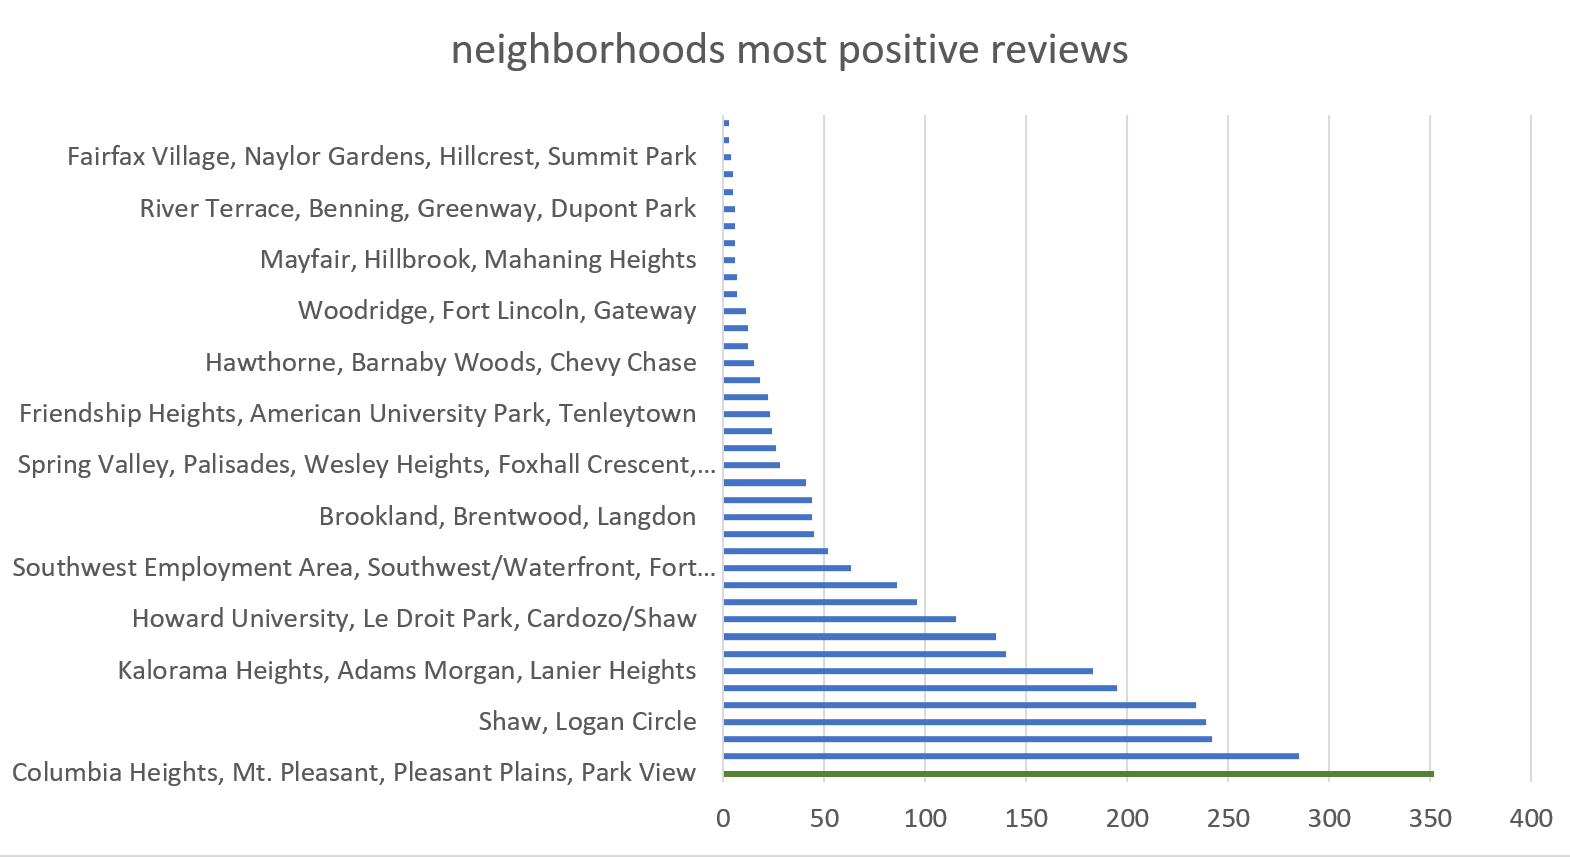 neighborhoods most positive reviews
Fairfax Village, Naylor Gardens, Hillcrest, Summit Park
River Terrace, Benning, Greenway, Dupont Park
Mayfair, Hillbrook, Mahaning Heights
Woodridge, Fort Lincoln, Gateway
Hawthorne, Barnaby Woods, Chevy Chase
Friendship Heights, American University Park, Tenleytown
Spring Valley, Palisades, Wesley Heights, Foxhall Crescent,...
Brookland, Brentwood, Langdon
Southwest Employment Area, Southwest/Waterfront, Fort...
Howard University, Le Droit Park, Cardozo/Shaw
Kalorama Heights, Adams Morgan, Lanier Heights
Shaw, Logan Circle
Columbia Heights, Mt. Pleasant, Pleasant Plains, Park View
0 50 100 150 200 250 300 350 400